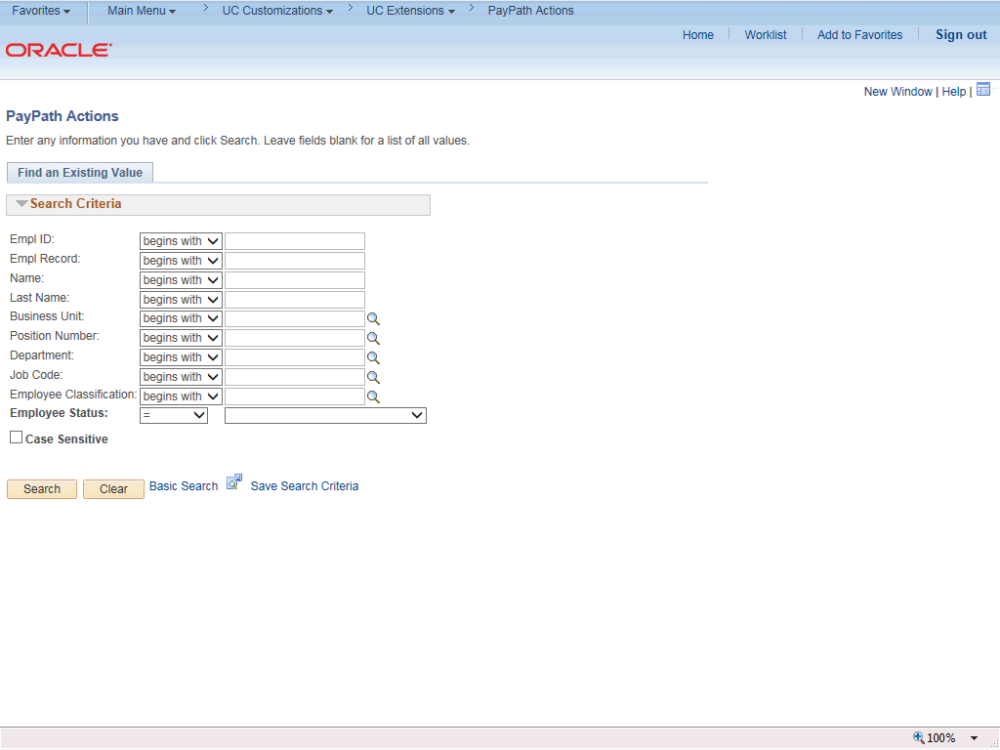 Favorites Main Menu > UC Customizations > UC Extensions > PayPath Actions
Home Worklist Add to Favorites Sign out
ORACLE
New Window | Help |
PayPath Actions
Enter any information you have and click Search. Leave fields blank for a list of all values.
Find an Existing Value
Search Criteria
Empl ID: begins with
Empl Record: begins with
Name: begins with
Last Name: begins with
Business Unit: begins with
Position Number: begins with
Department: begins with
Job Code: begins with
Employee Classification: begins with
Employee Status: =
Case Sensitive
Search Clear Basic Search Save Search Criteria
100%